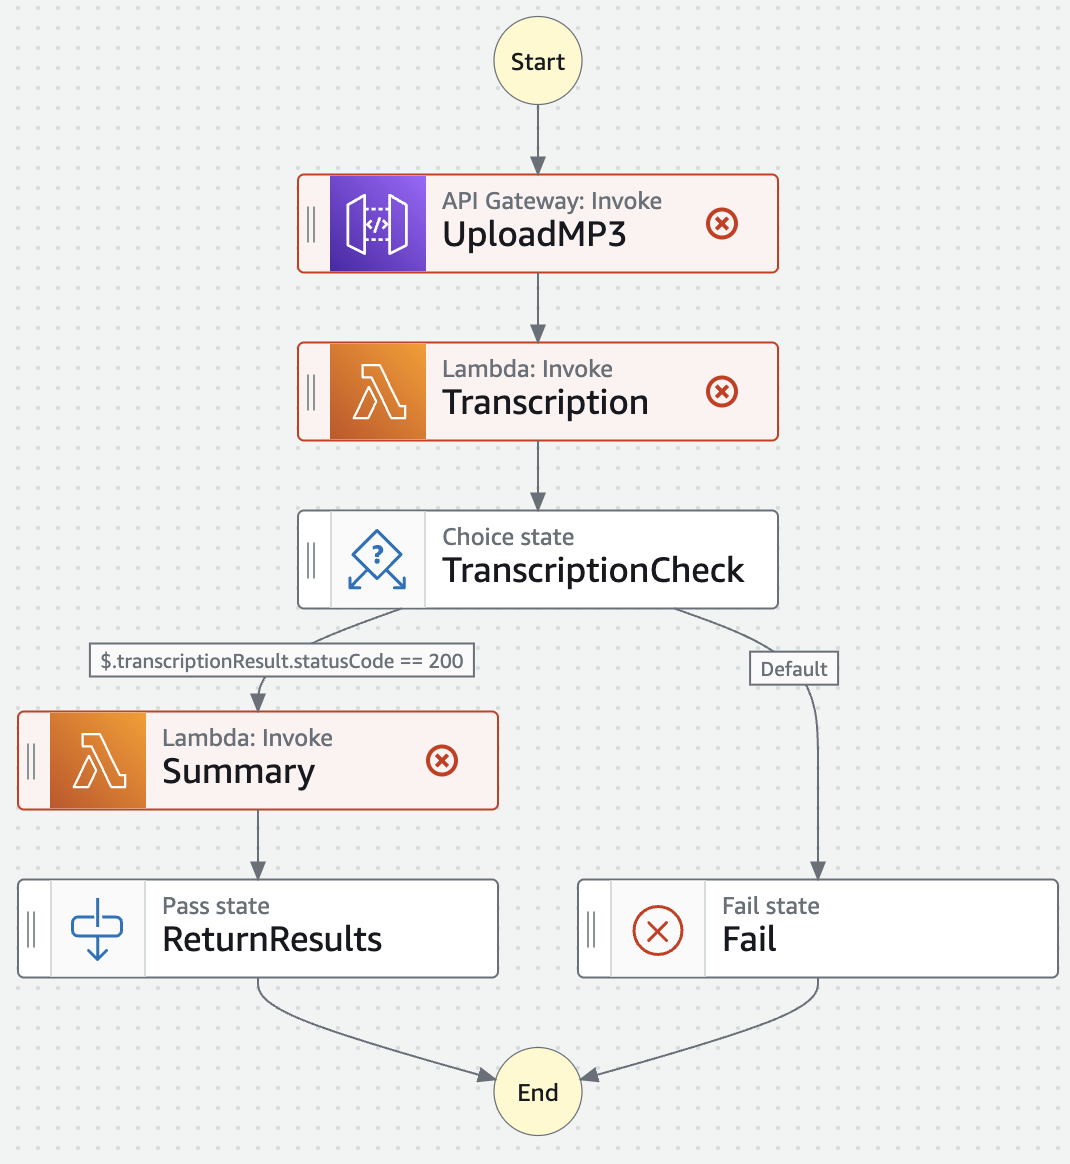 Start
API Gateway: Invoke
UploadMP3
Lambda: Invoke
Transcription
Choice state
?
TranscriptionCheck
$.transcriptionResult.statusCode == 200
Default
Lambda: Invoke
Summary
Pass state
ReturnResults
Fail state
Fail
End